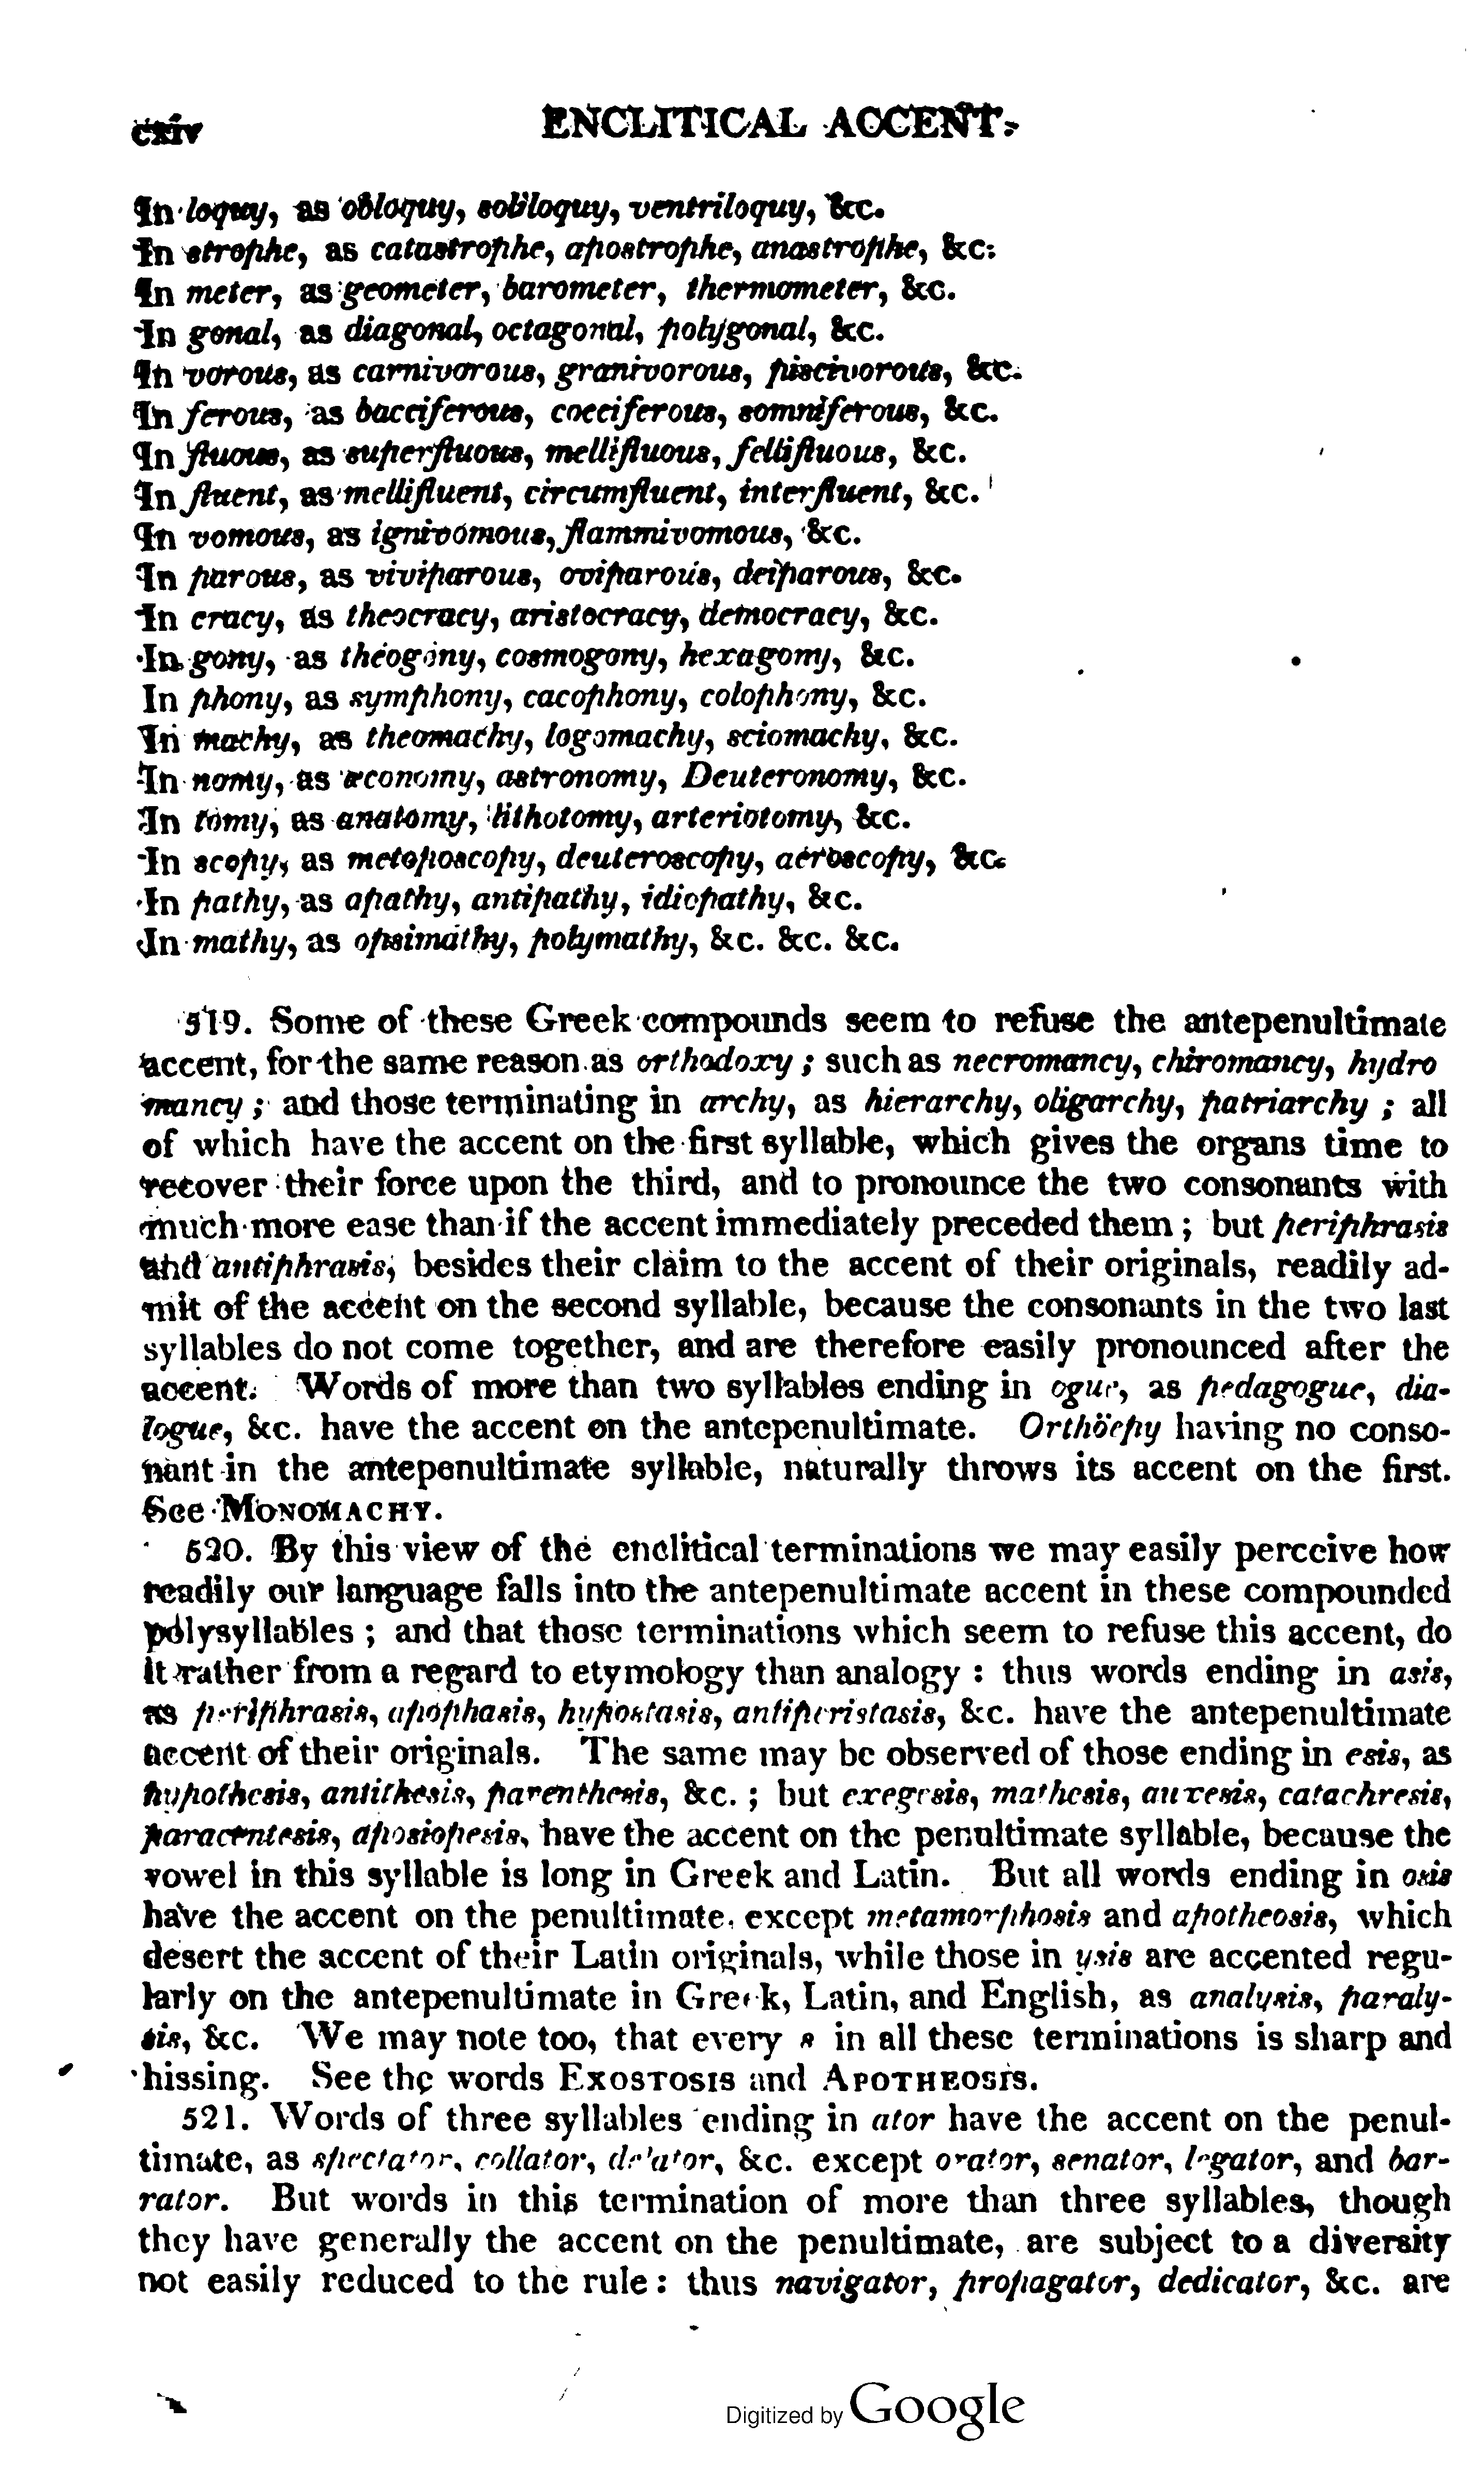 cxiv ENCLITICAL ACCENT.
In loquy, as obloquy, soliloquy, ventriloquy, &c.
In strophe, as catastrophe, apostrophe, anastrophe, &c.
In meter, as geometer, barometer, thermometer, &c.
In gonal, as diagonal, octagonal, polygonal, &c.
In vorous, as carnivorous, granivorous, piscivorous, &c.
In ferous, as bacciferous, cocciferous, somniferous, &c.
In fluous, as superfluous, mellifluous, fellifluous, &c.
In fluent, as mellifluent, circumfluent, interfluent, &c.
In vomous, as ignivomous, flammivomous, &c.
In parous, as viviparous, oviparous, deiparous, &c.
In cracy, as theocracy, aristocracy, democracy, &c.
In gony, as theogony, cosmogony, hexagony, &c.
In phony, as symphony, cacophony, colophony, &c.
In machy, as theomachy, logomachy, sciomachy, &c.
In nomy, as œconomy, astronomy, Deuteronomy, &c.
In tomy, as anatomy, lithotomy, arteriotomy, &c.
In scopy, as metoposcopy, deuteroscopy, aëroscopy, &c.
In pathy, as apathy, antipathy, idiopathy, &c.
In mathy, as opsimathy, polymathy, &c. &c. &c.
519. Some of these Greek compounds seem to refuse the antepenultimate
accent, for the same reason as orthodoxy ; such as necromancy, chiromancy, hydro
mancy ; and those terminating in archy, as hierarchy, oligarchy, patriarchy ; all
of which have the accent on the first syllable, which gives the organs time to
recover their force upon the third, and to pronounce the two consonants with
much more ease than if the accent immediately preceded them ; but periphrasis
and antiphrasis, besides their claim to the accent of their originals, readily ad-
mit of the accent on the second syllable, because the consonants in the two last
syllables do not come together, and are therefore easily pronounced after the
accent. Words of more than two syllables ending in ogue, as pedagogue, dia-
logue, &c. have the accent on the antepenultimate. Orthöepy having no conso-
nant in the antepenultimate syllable, naturally throws its accent on the first.
See MONOMACHY.
520. By this view of the enclitical terminations we may easily perceive how
readily our language falls into the antepenultimate accent in these compounded
polysyllables ; and that those terminations which seem to refuse this accent, do
it rather from a regard to etymology than analogy : thus words ending in asis,
as periphrasis, apophasis, hypostasis, antiperistasis, &c. have the antepenultimate
accent of their originals. The same may be observed of those ending in esis, as
hypothesis, antithesis, parenthesis, &c. ; but exegesis, mathesis, auxesis, catachresis,
paracentesis, aposiopesis, have the accent on the penultimate syllable, because the
vowel in this syllable is long in Greek and Latin. But all words ending in osis
have the accent on the penultimate, except metamorphosis and apotheosis, which
desert the accent of their Latin originals, while those in ysis are accented regu-
larly on the antepenultimate in Greek, Latin, and English, as analysis, paraly-
sis, &c. We may note too, that every s in all these terminations is sharp and
hissing. See the words EXOSTOSIS and APOTHEOSIS.
521. Words of three syllables ending in ator have the accent on the penul-
timate, as spectator, collator, delator, &c. except orator, senator, legator, and bar-
rator. But words in this termination of more than three syllables, though
they have generally the accent on the penultimate, are subject to a diversity
not easily reduced to the rule : thus navigator, propagator, dedicator, &c. are
Digitized by Google